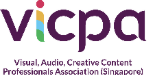 vicpa
Visual, Audio, Creative Content
Professionals Association (Singapore)